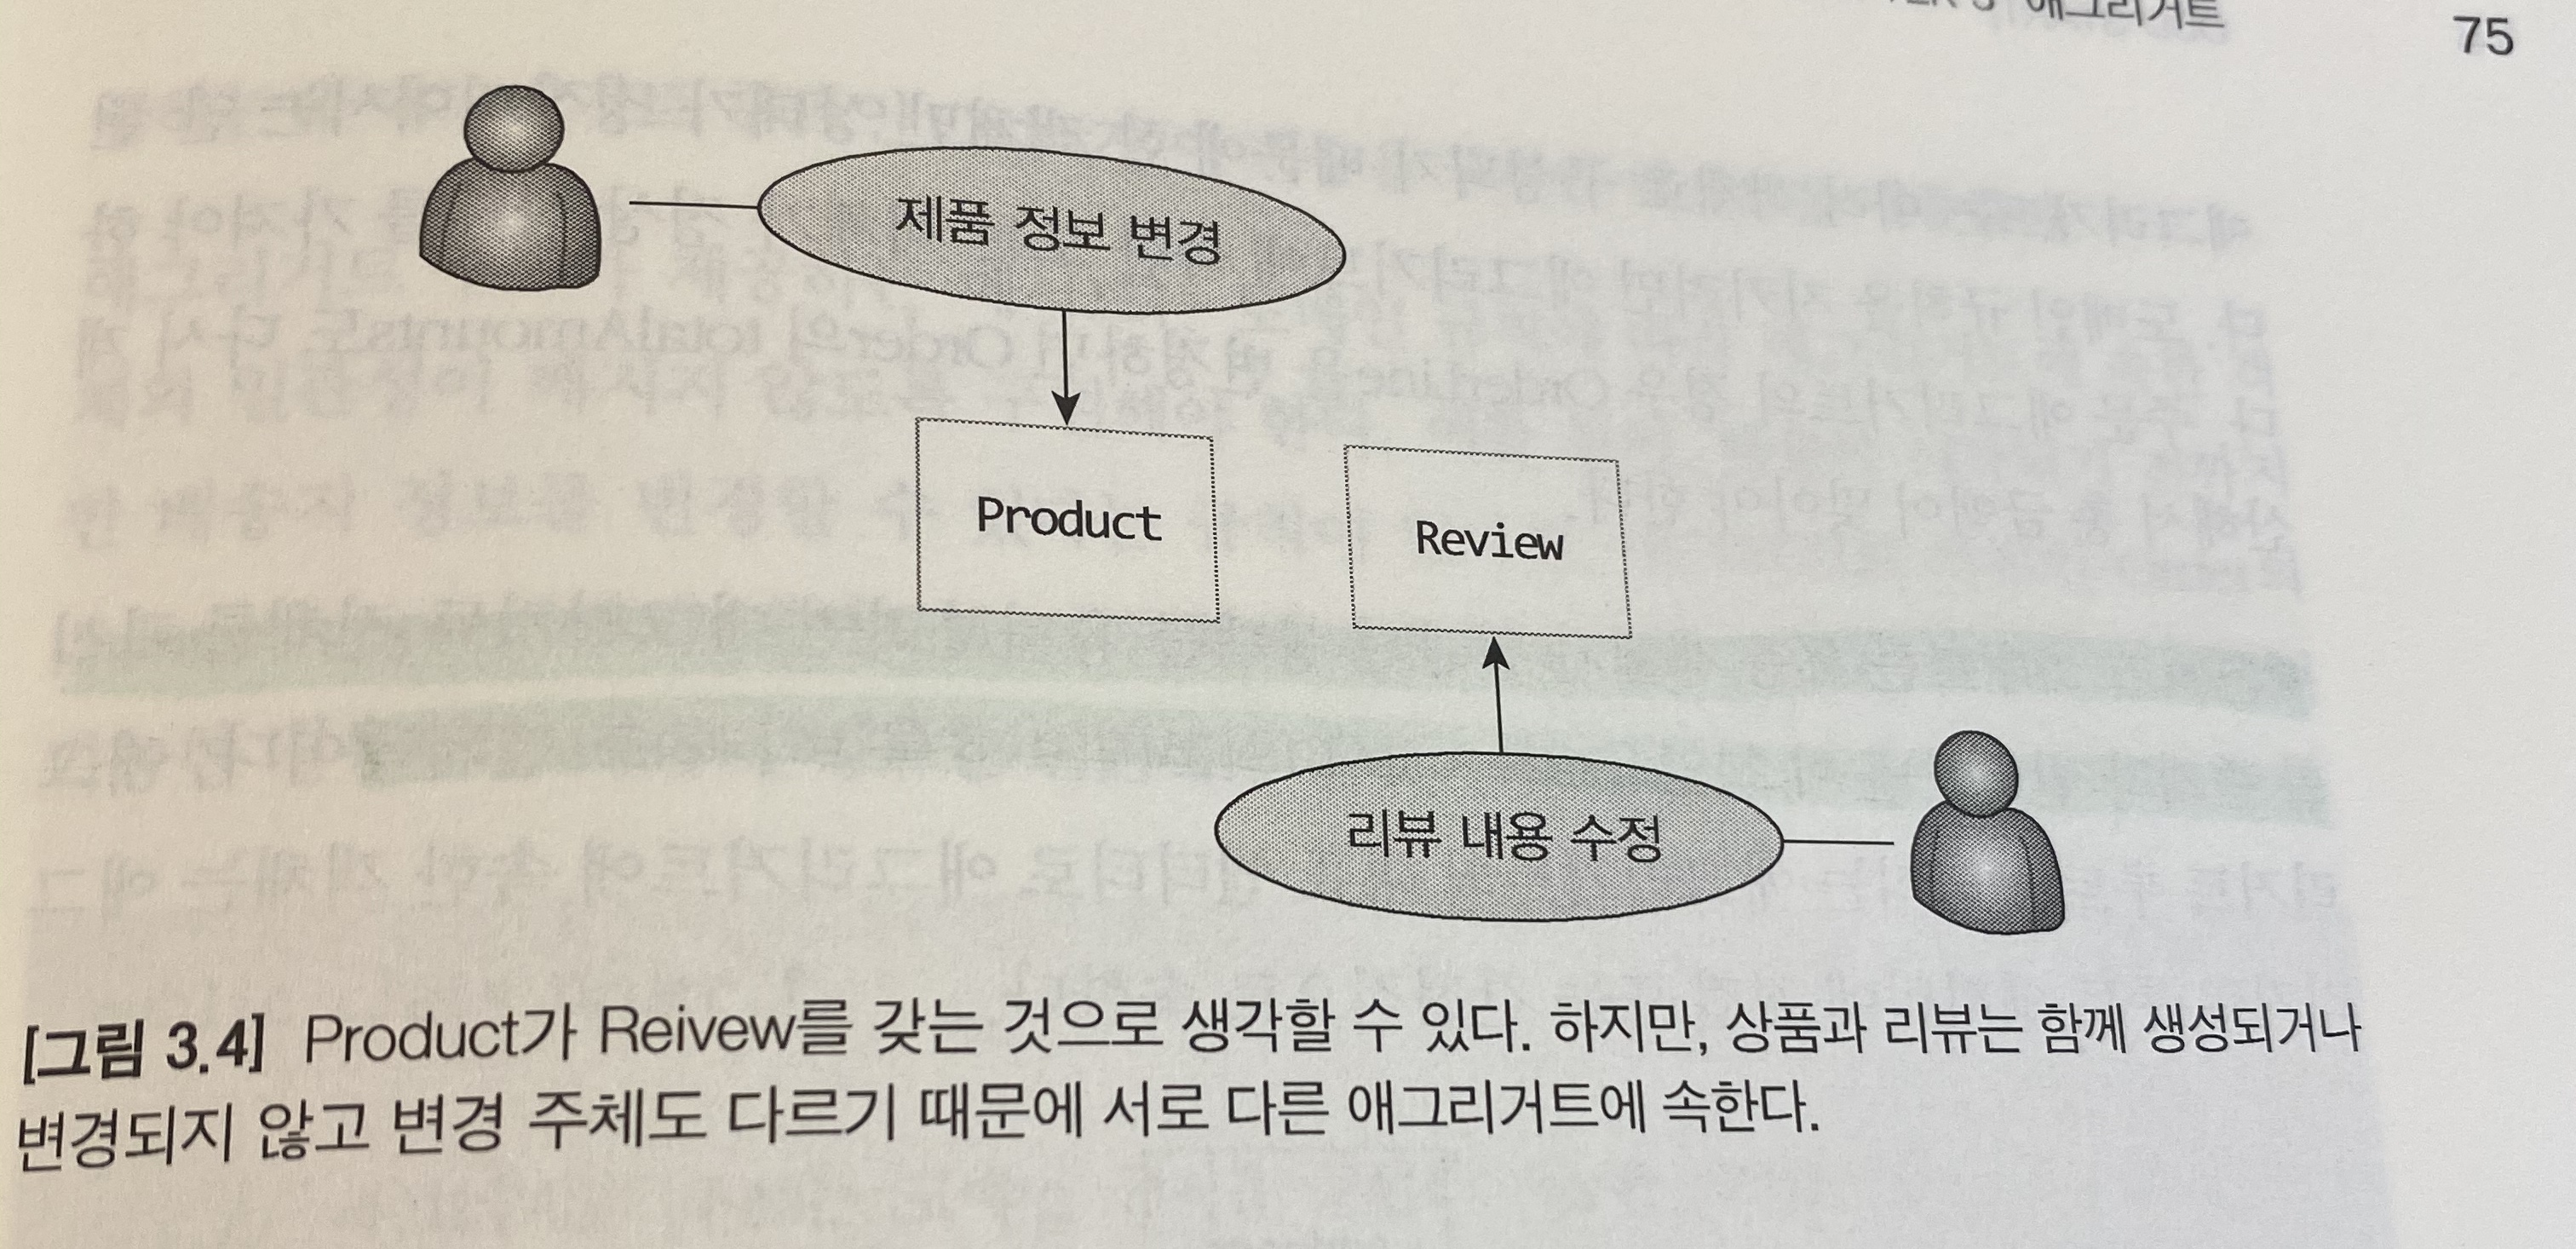 애그리거트
75
제품 정보 변경
Product
Review
리뷰 내용 수정
[그림 3.4] Product가 Reivew를 갖는 것으로 생각할 수 있다. 하지만, 상품과 리뷰는 함께 생성되거나
변경되지 않고 변경 주체도 다르기 때문에 서로 다른 애그리거트에 속한다.